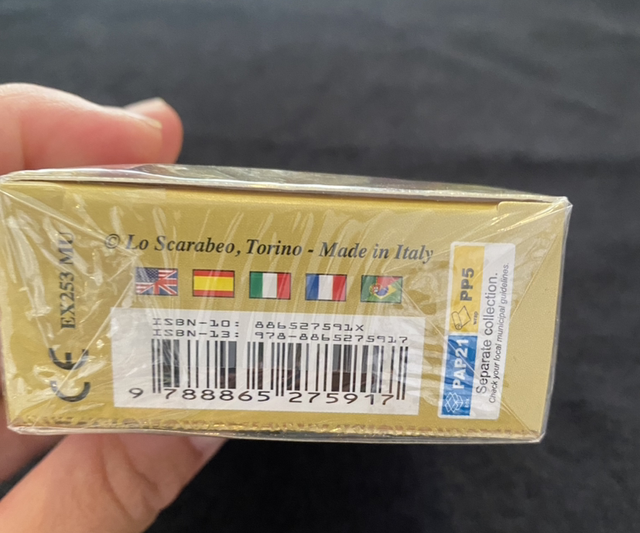 © Lo Scarabeo, Torino - Made in Italy
EX253 MU
CE
ISBN-10: 886527591X
ISBN-13: 978-8865275917
9 788865 275917
PAP21
PP5
Separate collection.
Check your local municipal guidelines.